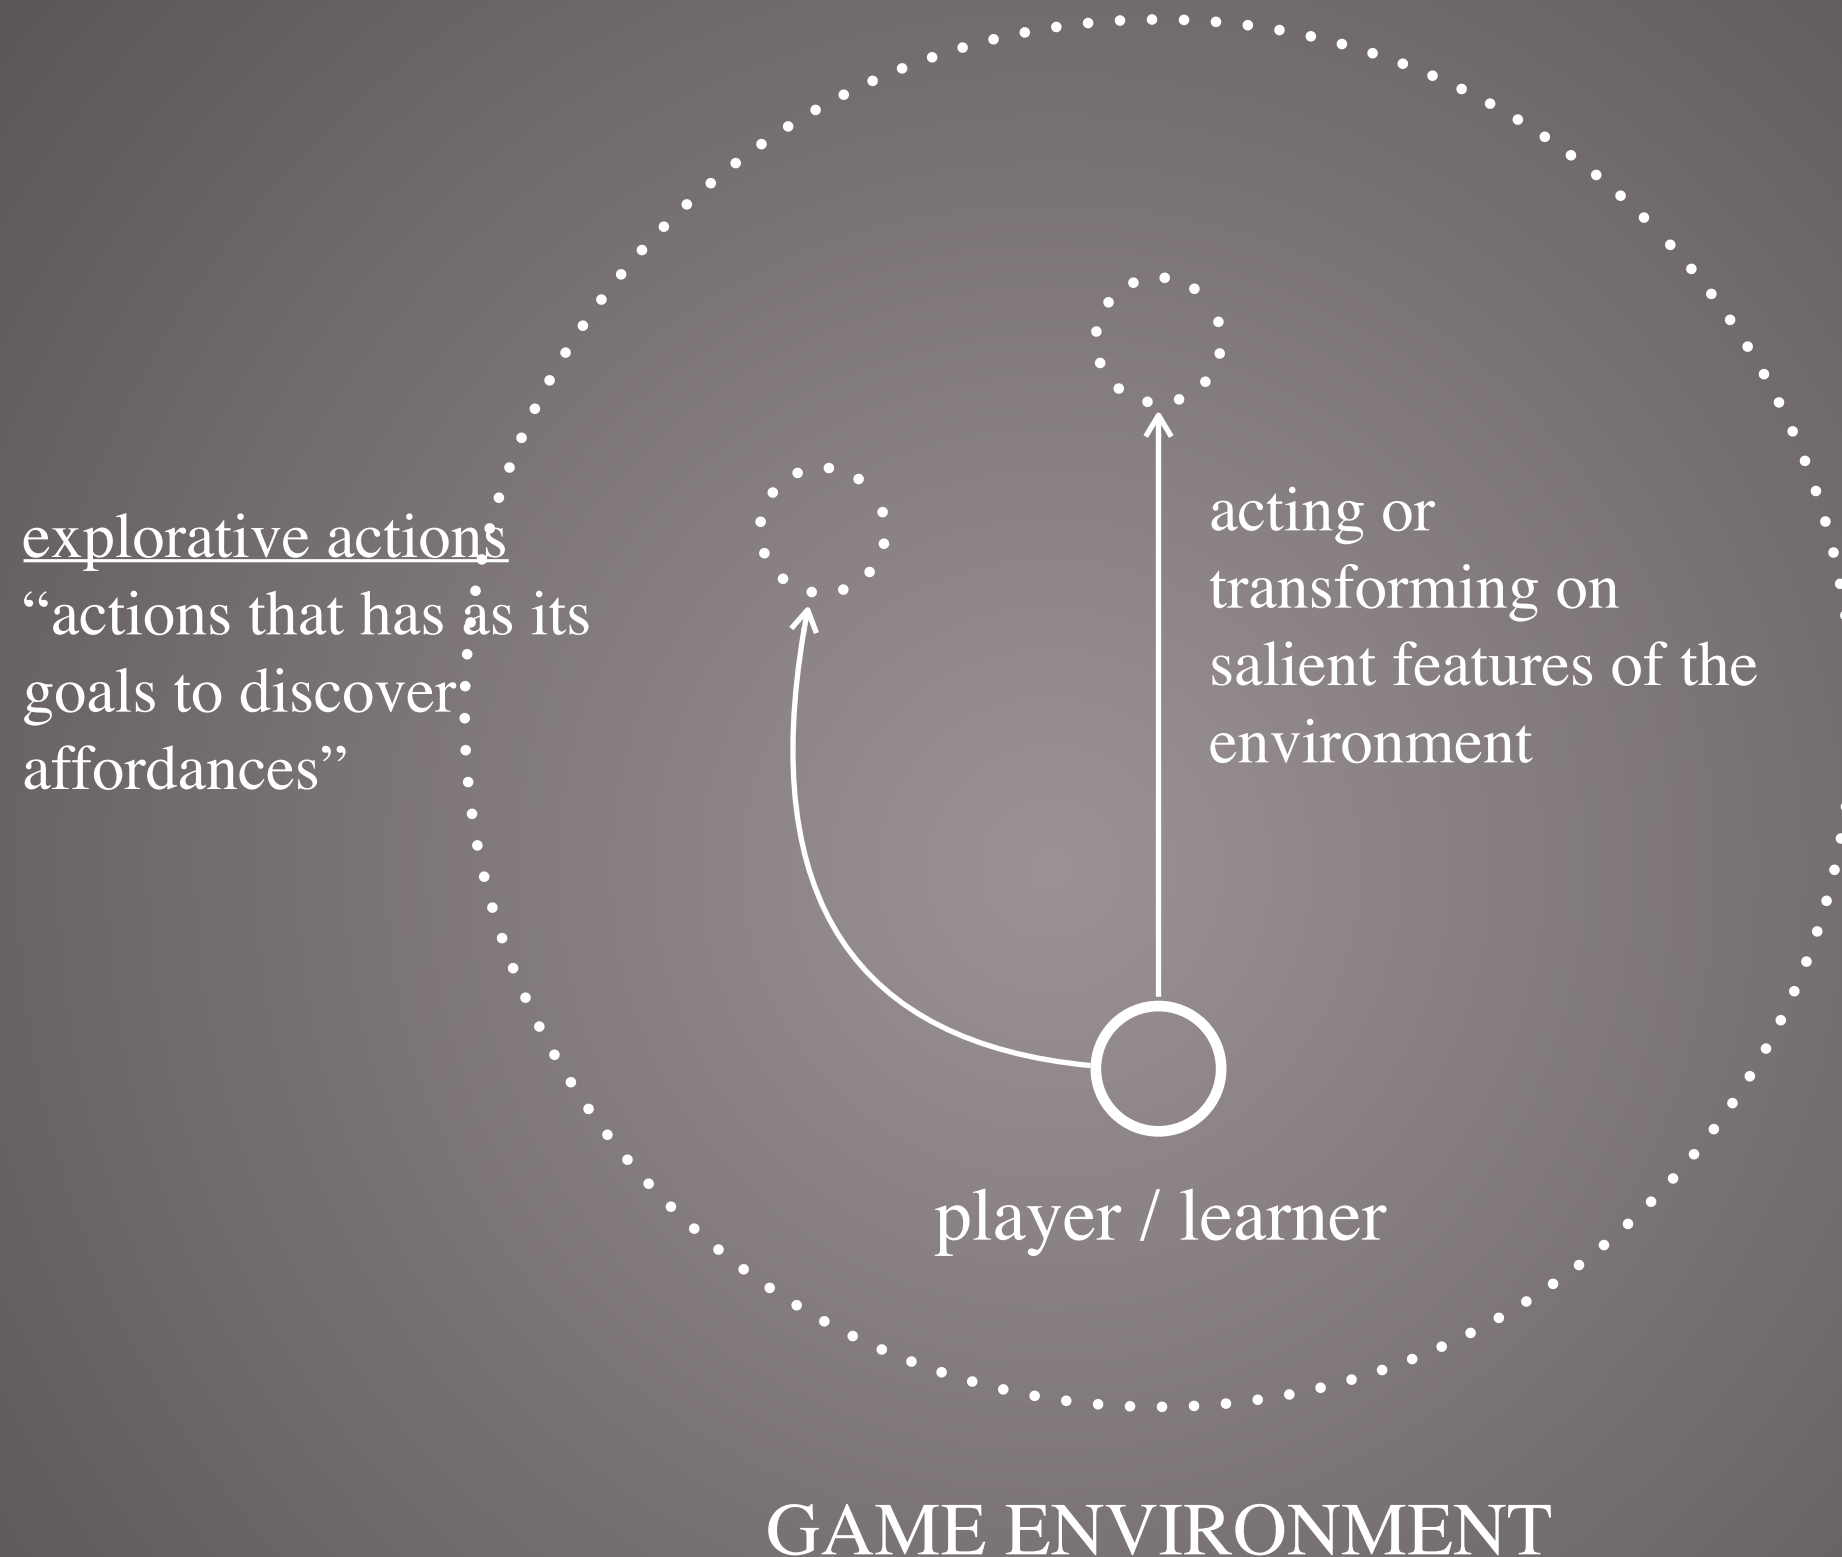 explorative actions
“actions that has as its
goals to discover
affordances”
acting or
transforming on
salient features of the
environment
player / learner
GAME ENVIRONMENT